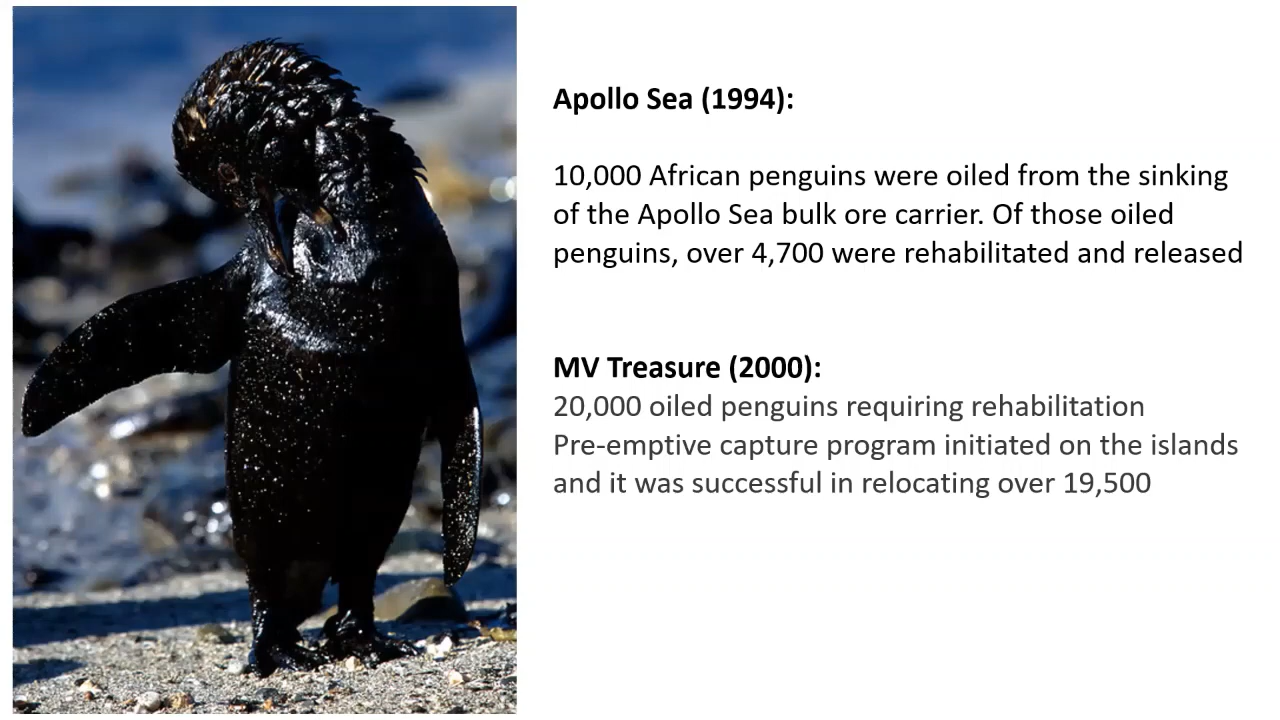 Apollo Sea (1994):
10,000 African penguins were oiled from the sinking
of the Apollo Sea bulk ore carrier. Of those oiled
penguins, over 4,700 were rehabilitated and released
MV Treasure (2000):
20,000 oiled penguins requiring rehabilitation
Pre-emptive capture program initiated on the islands
and it was successful in relocating over 19,500